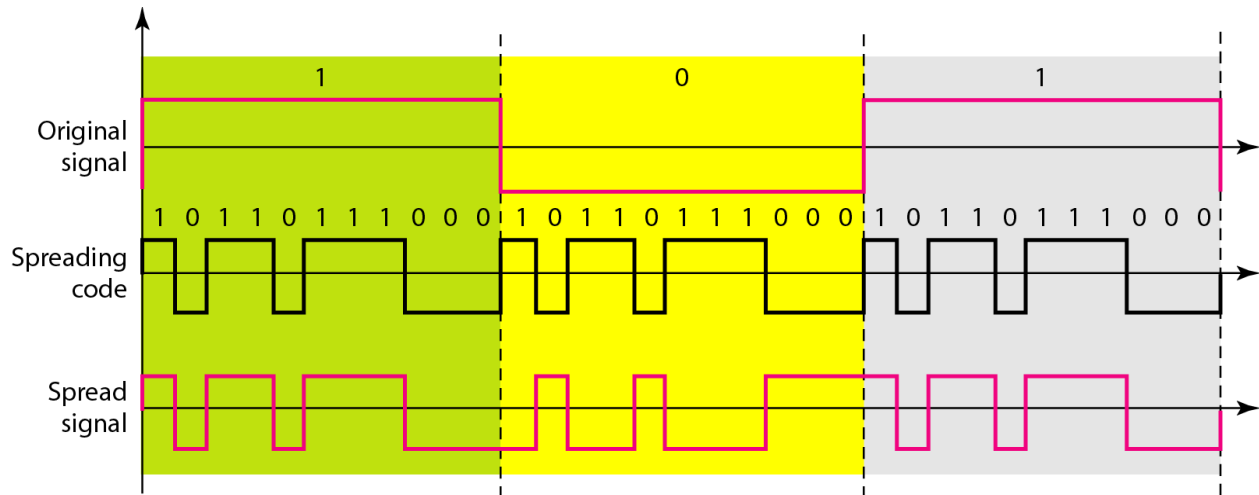 1 0 1
Original
signal
1 0 1 1 0 1 1 1 0 0 0 1 0 1 1 0 1 1 1 0 0 0 1 0 1 1 0 1 1 1 0 0 0
Spreading
code
Spread
signal